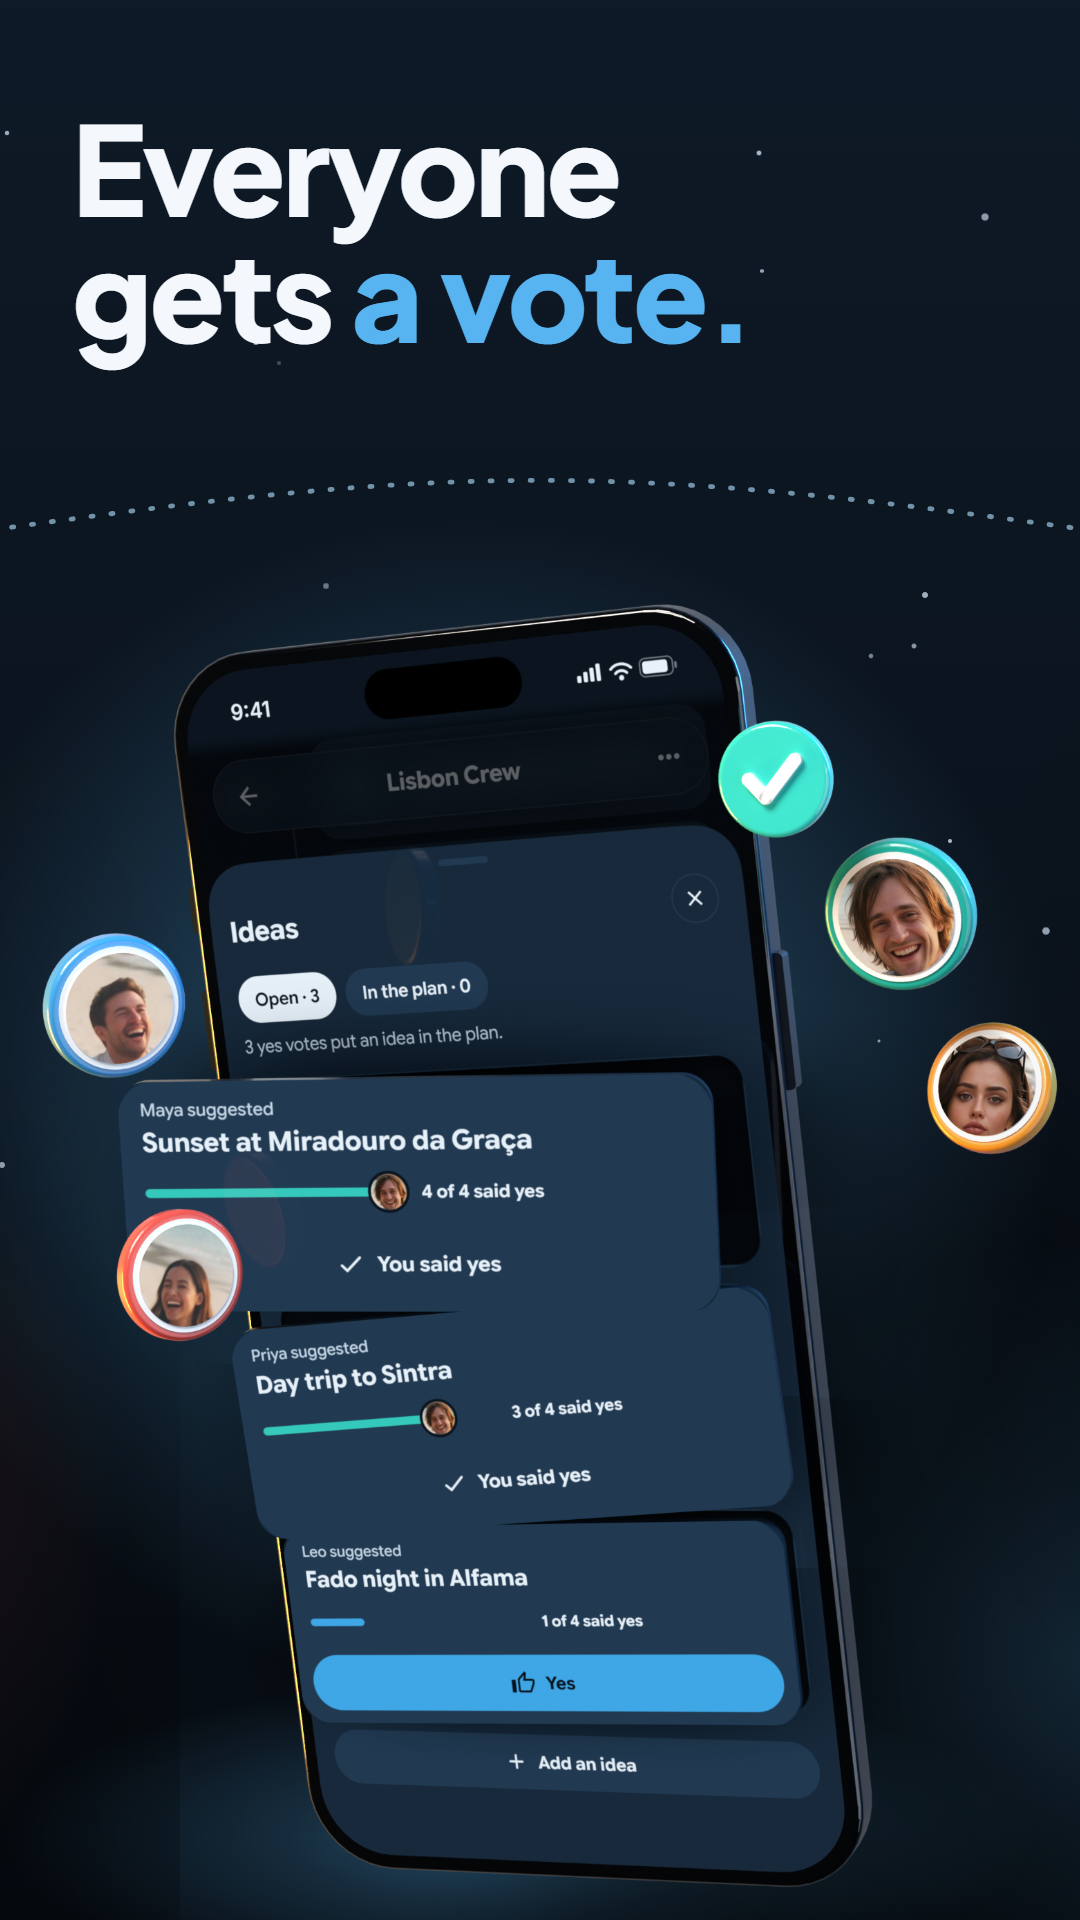 Everyone
gets a vote.
9:41
Lisbon Crew
Ideas
Open · 3
In the plan · 0
3 yes votes put an idea in the plan.
Maya suggested
Sunset at Miradouro da Graça
4 of 4 said yes
You said yes
Priya suggested
Day trip to Sintra
3 of 4 said yes
You said yes
Leo suggested
Fado night in Alfama
1 of 4 said yes
Yes
Add an idea